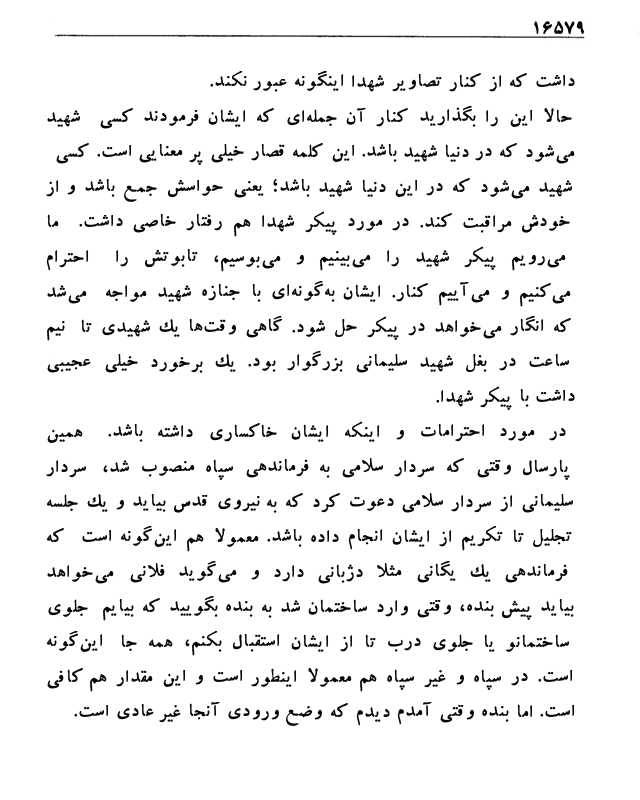 ۱۶۵۷۹
داشت که از کنار تصاویر شهدا اینگونه عبور نکند.
حالا این را بگذارید کنار آن جمله‌ای که ایشان فرمودند کسی شهید
می‌شود که در دنیا شهید باشد. این کلمه قصار خیلی پر معنایی است. کسی
شهید می‌شود که در این دنیا شهید باشد؛ یعنی حواسش جمع باشد و از
خودش مراقبت کند. در مورد پیکر شهدا هم رفتار خاصی داشت. ما
می‌رویم پیکر شهید را می‌بینیم و می‌بوسیم، تابوتش را احترام
می‌کنیم و می‌آییم کنار. ایشان به‌گونه‌ای با جنازه شهید مواجه می‌شد
که انگار می‌خواهد در پیکر حل شود. گاهی وقت‌ها یك شهیدی تا نیم
ساعت در بغل شهید سلیمانی بزرگوار بود. یك برخورد خیلی عجیبی
داشت با پیکر شهدا.
در مورد احترامات و اینکه ایشان خاکساری داشته باشد. همین
پارسال وقتی که سردار سلامی به فرماندهی سپاه منصوب شد، سردار
سلیمانی از سردار سلامی دعوت کرد که به نیروی قدس بیاید و یك جلسه
تجلیل تا تکریم از ایشان انجام داده باشد. معمولا هم این‌گونه است که
فرماندهی یك یگانی مثلا دژبانی دارد و می‌گوید فلانی می‌خواهد
بیاید پیش بنده، وقتی وارد ساختمان شد به بنده بگویید که بیایم جلوی
ساختمانو یا جلوی درب تا از ایشان استقبال بکنم، همه جا این‌گونه
است. در سپاه و غیر سپاه هم معمولا اینطور است و این مقدار هم کافی
است. اما بنده وقتی آمدم دیدم که وضع ورودی آنجا غیر عادی است.